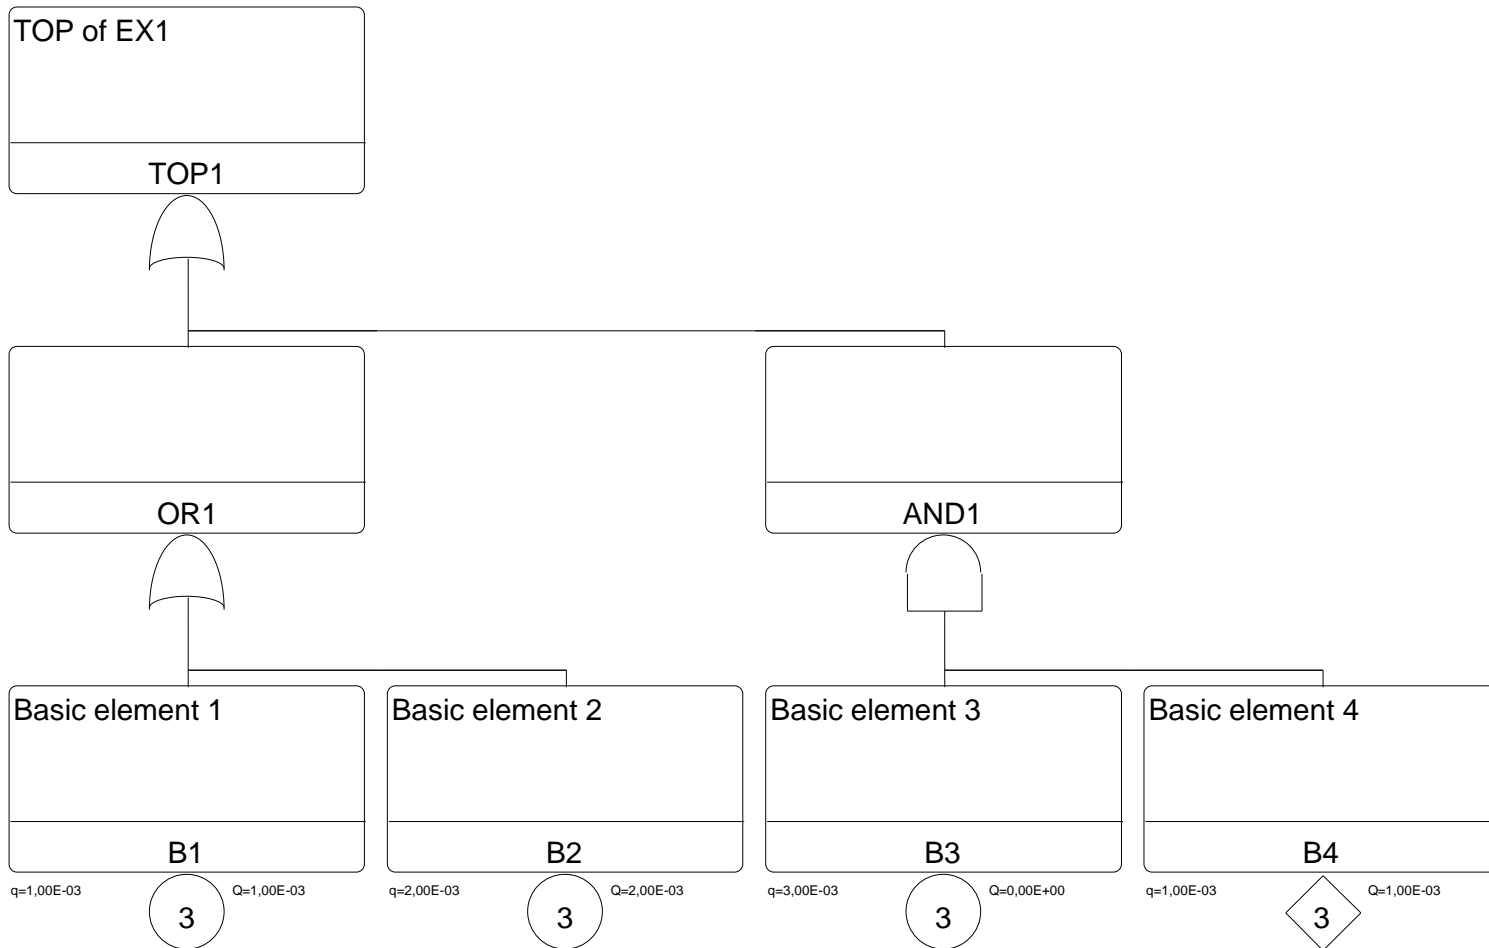 TOP of EX1
TOP1
OR1
AND1
Basic element 1
Basic element 2
Basic element 3
Basic element 4
B1
B2
B3
B4
q=1,00E-03
Q=1,00E-03
q=2,00E-03
Q=2,00E-03
q=3,00E-03
Q=0,00E+00
q=1,00E-03
Q=1,00E-03
3
3
3
3